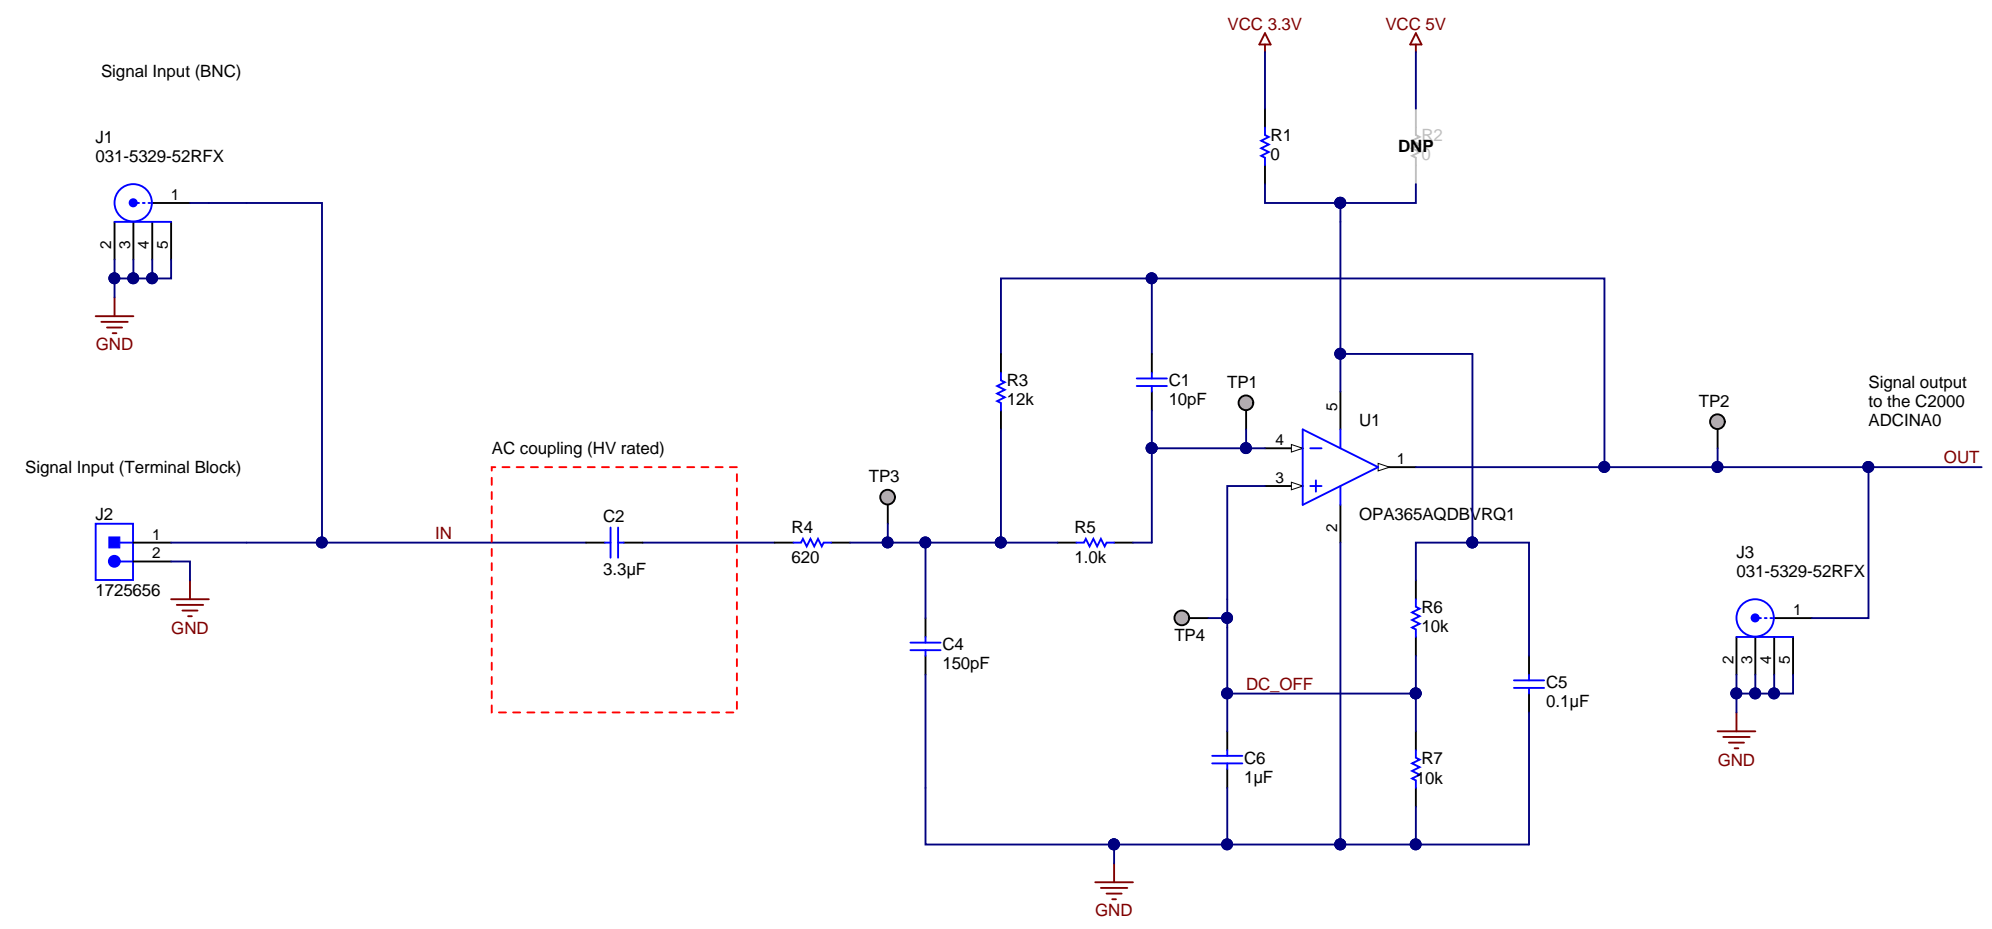 VCC 3.3V
VCC 5V
Signal Input (BNC)
J1
031-5329-52RFX
1
2
3
4
5
GND
R1
0
R2
0
DNP
Signal Input (Terminal Block)
J2
1
2
1725656
GND
IN
AC coupling (HV rated)
C2
3.3µF
R4
620
TP3
R3
12k
C1
10pF
R5
1.0k
TP1
4
3
5
2
1
U1
OPA365AQDBVRQ1
TP2
Signal output
to the C2000
ADCINA0
OUT
C4
150pF
TP4
DC_OFF
R6
10k
C6
1µF
R7
10k
C5
0.1µF
GND
J3
031-5329-52RFX
1
2
3
4
5
GND